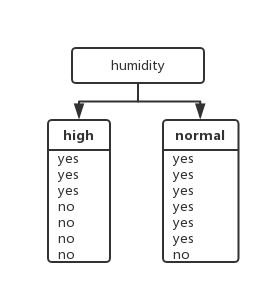 humidity
high
yes
yes
yes
no
no
no
no
normal
yes
yes
yes
yes
yes
yes
no